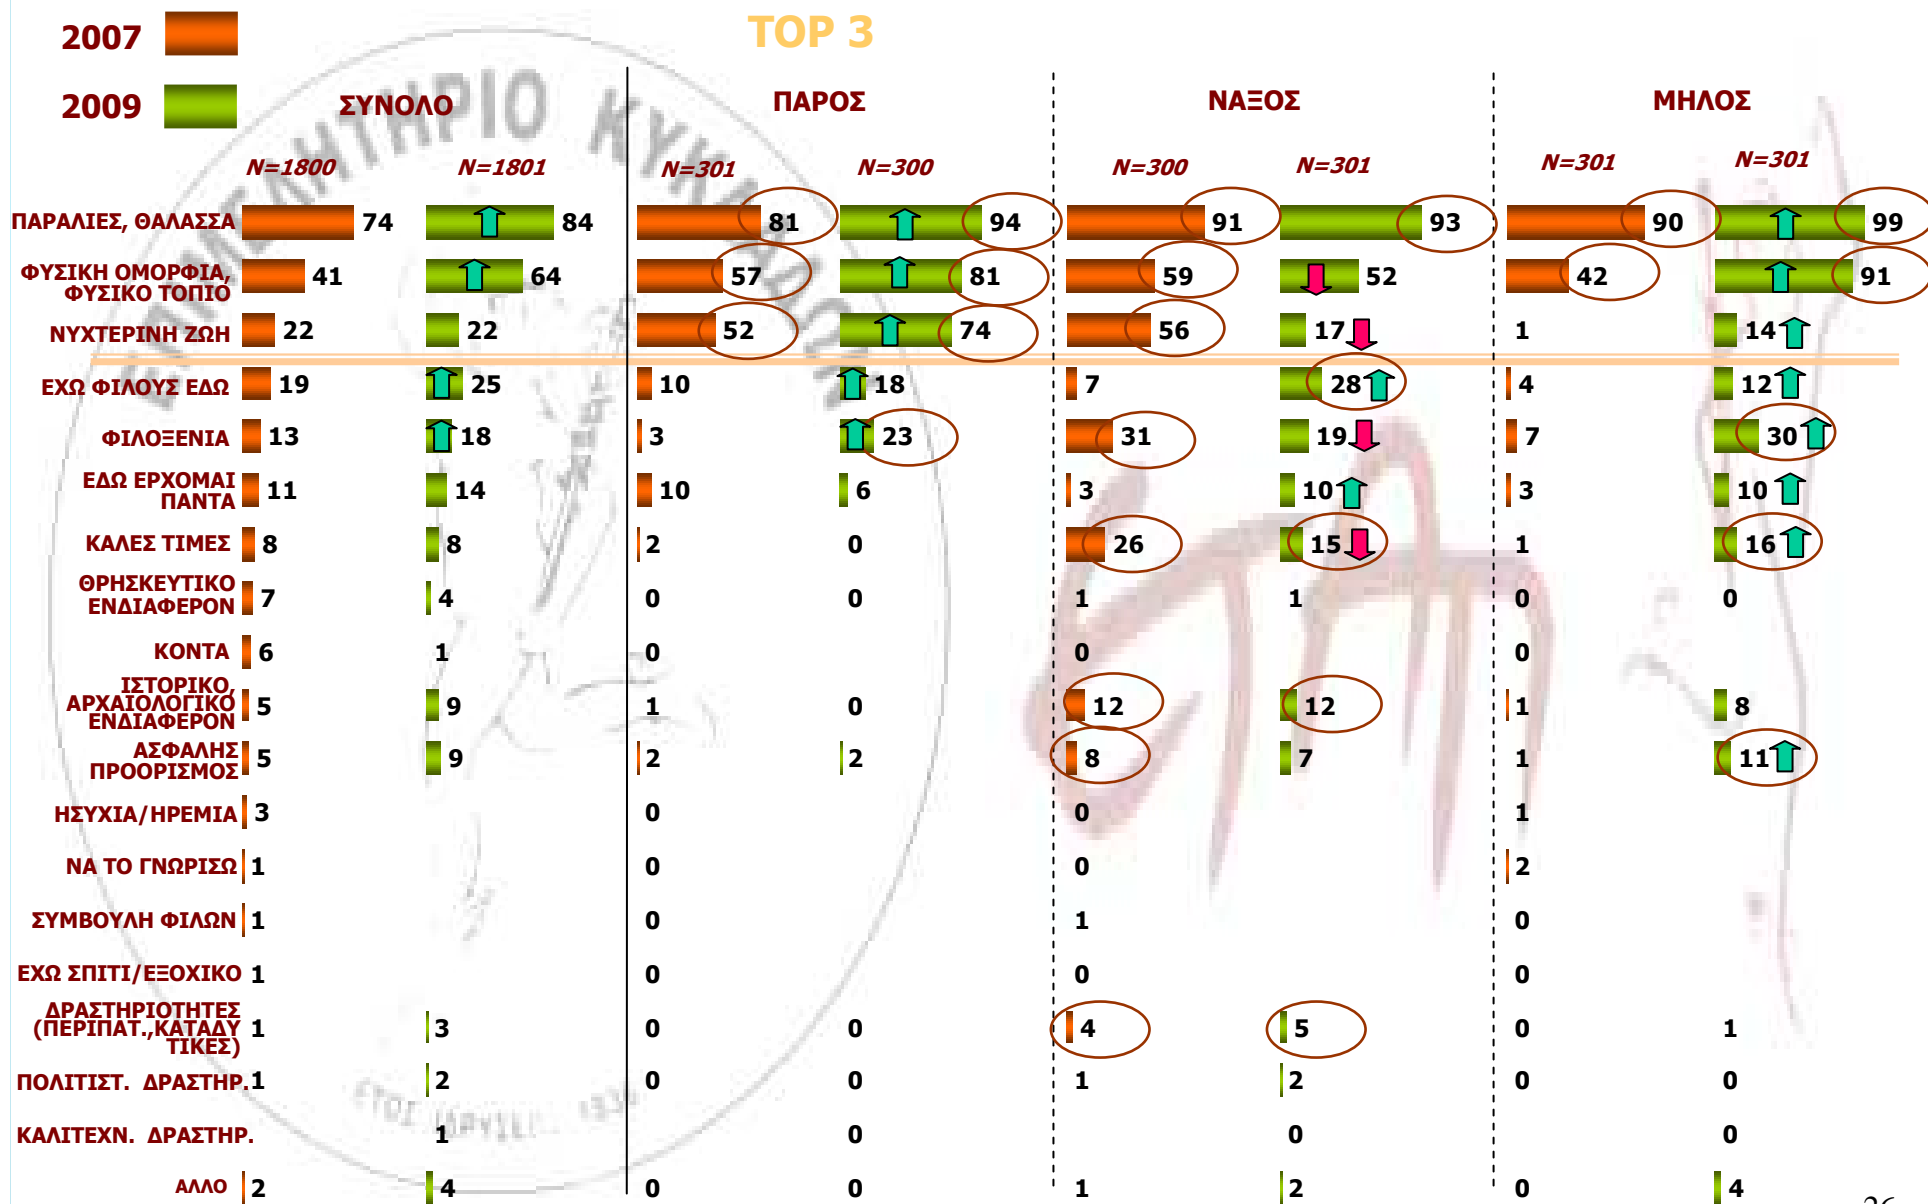 2007
TOP 3
2009
ΣΥΝΟΛΟ ΠΑΡΟΣ ΝΑΞΟΣ ΜΗΛΟΣ
N=1800 N=1801 N=301 N=300 N=300 N=301 N=301 N=301
ΠΑΡΑΛΙΕΣ, ΘΑΛΑΣΣΑ 74 84 81 94 91 93 90 99
ΦΥΣΙΚΗ ΟΜΟΡΦΙΑ,
ΦΥΣΙΚΟ ΤΟΠΙΟ 41 64 57 81 59 52 42 91
ΝΥΧΤΕΡΙΝΗ ΖΩΗ 22 22 52 74 56 17 1 14
ΕΧΩ ΦΙΛΟΥΣ ΕΔΩ 19 25 10 18 7 28 4 12
ΦΙΛΟΞΕΝΙΑ 13 18 3 23 31 19 7 30
ΕΔΩ ΕΡΧΟΜΑΙ
ΠΑΝΤΑ 11 14 10 6 3 10 3 10
ΚΑΛΕΣ ΤΙΜΕΣ 8 8 2 0 26 15 1 16
ΘΡΗΣΚΕΥΤΙΚΟ
ΕΝΔΙΑΦΕΡΟΝ 7 4 0 0 1 1 0 0
ΚΟΝΤΑ 6 1 0 0 0
ΙΣΤΟΡΙΚΟ,
ΑΡΧΑΙΟΛΟΓΙΚΟ
ΕΝΔΙΑΦΕΡΟΝ 5 9 1 0 12 12 1 8
ΑΣΦΑΛΗΣ
ΠΡΟΟΡΙΣΜΟΣ 5 9 2 2 8 7 1 11
ΗΣΥΧΙΑ/ΗΡΕΜΙΑ 3 0 0 1
ΝΑ ΤΟ ΓΝΩΡΙΣΩ 1 0 0 2
ΣΥΜΒΟΥΛΗ ΦΙΛΩΝ 1 0 1 0
ΕΧΩ ΣΠΙΤΙ/ΕΞΟΧΙΚΟ 1 0 0 0
ΔΡΑΣΤΗΡΙΟΤΗΤΕΣ
(ΠΕΡΙΠΑΤ.,ΚΑΤΑΔΥ
ΤΙΚΕΣ) 1 3 0 0 4 5 0 1
ΠΟΛΙΤΙΣΤ. ΔΡΑΣΤΗΡ. 1 2 0 0 1 2 0 0
ΚΑΛΙΤΕΧΝ. ΔΡΑΣΤΗΡ. 1 0 0 0
ΑΛΛΟ 2 4 0 0 1 2 0 4
ΕΠΙΜΕΛΗΤΗΡΙΟ ΚΥΚΛΑΔΩΝ